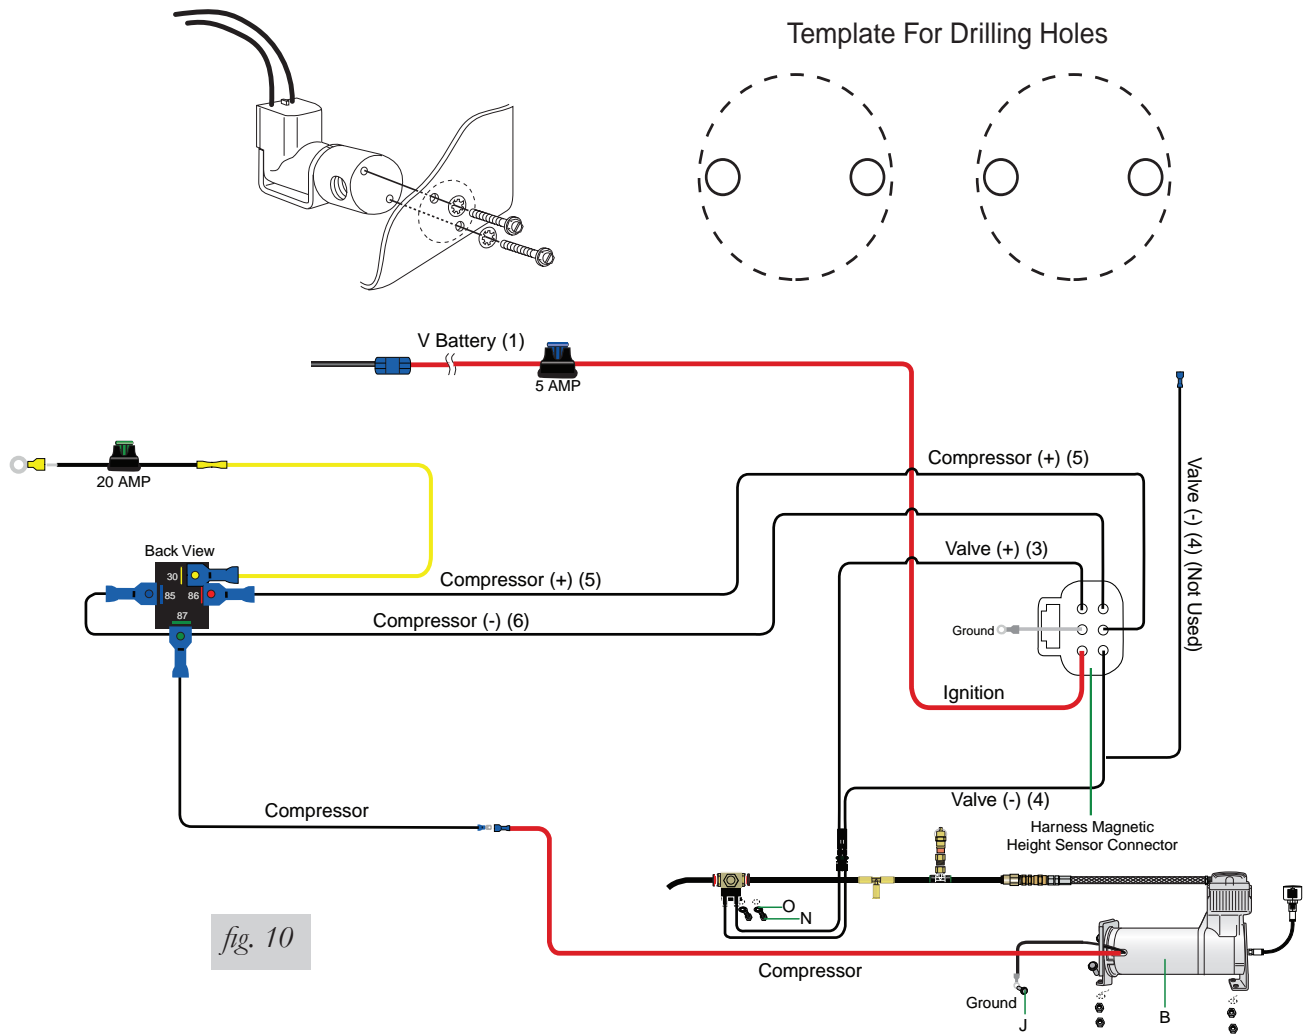 Template For Drilling Holes
V Battery (1)
5 AMP
20 AMP
Compressor (+) (5)
Valve (-) (4) (Not Used)
Back View
30
85
86
87
Compressor (+) (5)
Valve (+) (3)
Compressor (-) (6)
Ground
Ignition
Compressor
Valve (-) (4)
Harness Magnetic
Height Sensor Connector
O
N
fig. 10
Compressor
Ground
J
B